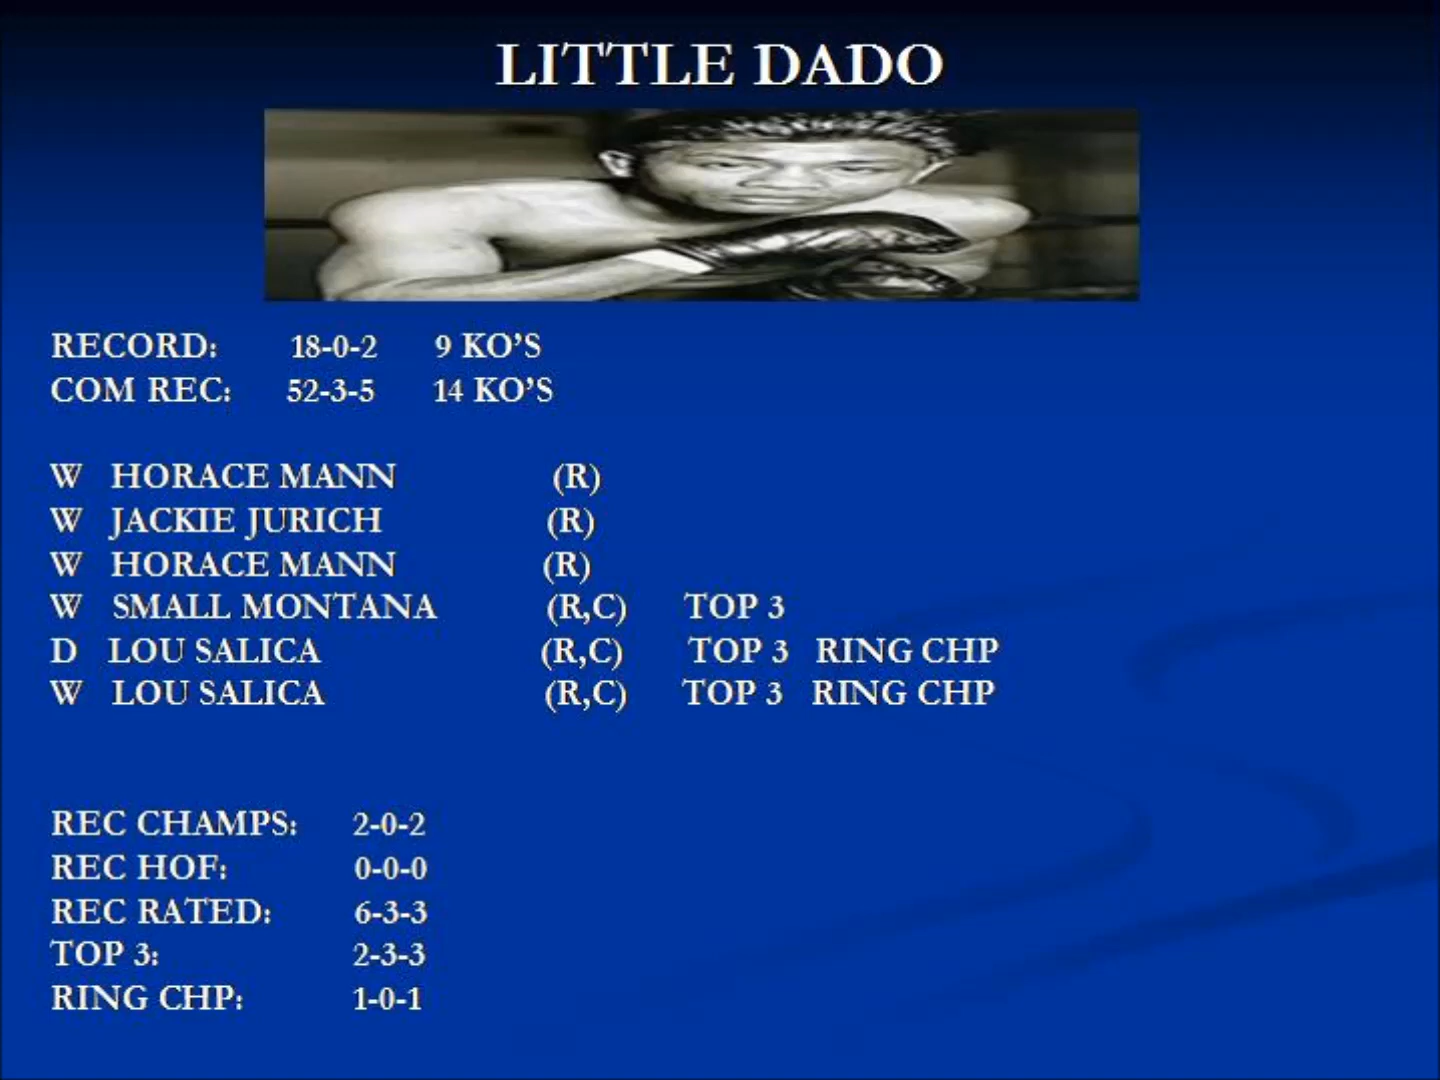 LITTLE DADO
RECORD: 18-0-2 9 KO'S
COM REC: 52-3-5 14 KO'S
W HORACE MANN (R)
W JACKIE JURICH (R)
W HORACE MANN (R)
W SMALL MONTANA (R,C) TOP 3
D LOU SALICA (R,C) TOP 3 RING CHP
W LOU SALICA (R,C) TOP 3 RING CHP
REC CHAMPS: 2-0-2
REC HOF: 0-0-0
REC RATED: 6-3-3
TOP 3: 2-3-3
RING CHP: 1-0-1